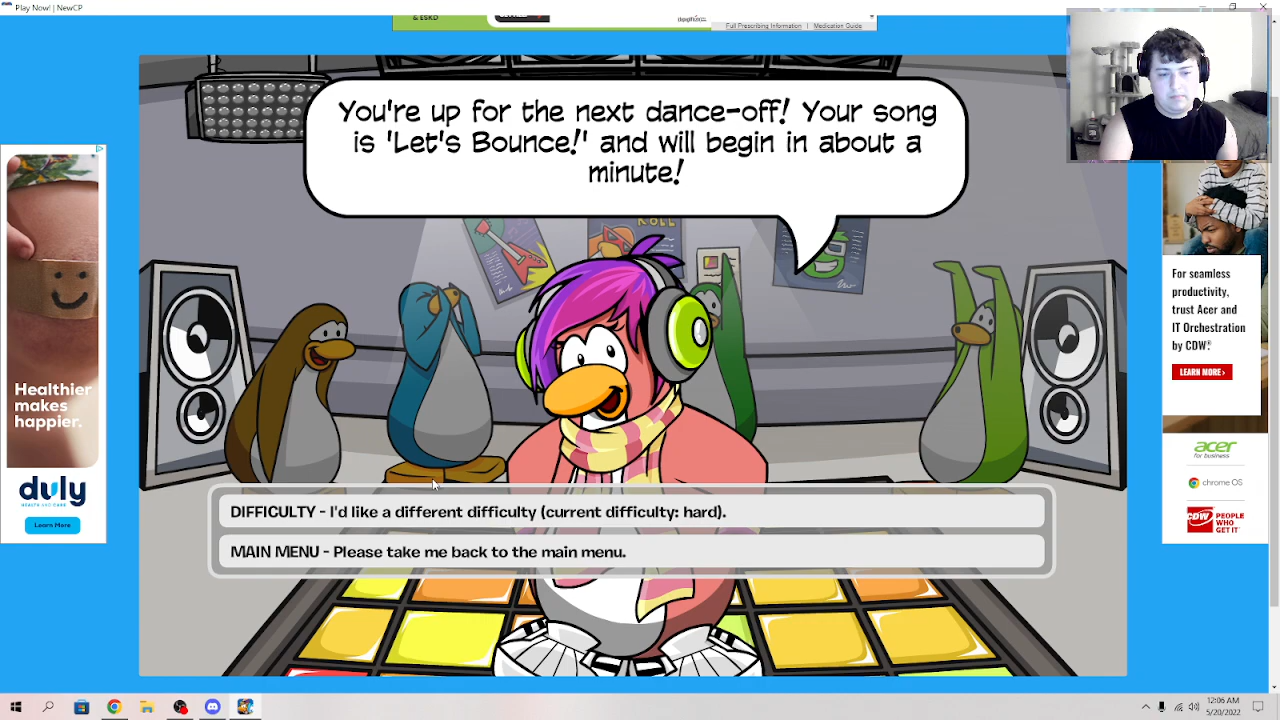 Play Now! | NewCP
& ESKD
Full Prescribing Information | Medication Guide
You're up for the next dance-off! Your song
is 'Let's Bounce!' and will begin in about a
minute!
ROLL
Healthier
makes
happier.
duly
HEALTH AND CARE
Learn More
For seamless
productivity,
trust Acer and
IT Orchestration
by CDW.
LEARN MORE ›
acer
for business
chrome OS
CDW PEOPLE
WHO
GET IT
DIFFICULTY - I'd like a different difficulty (current difficulty: hard).
MAIN MENU - Please take me back to the main menu.
12:06 AM
5/20/2022